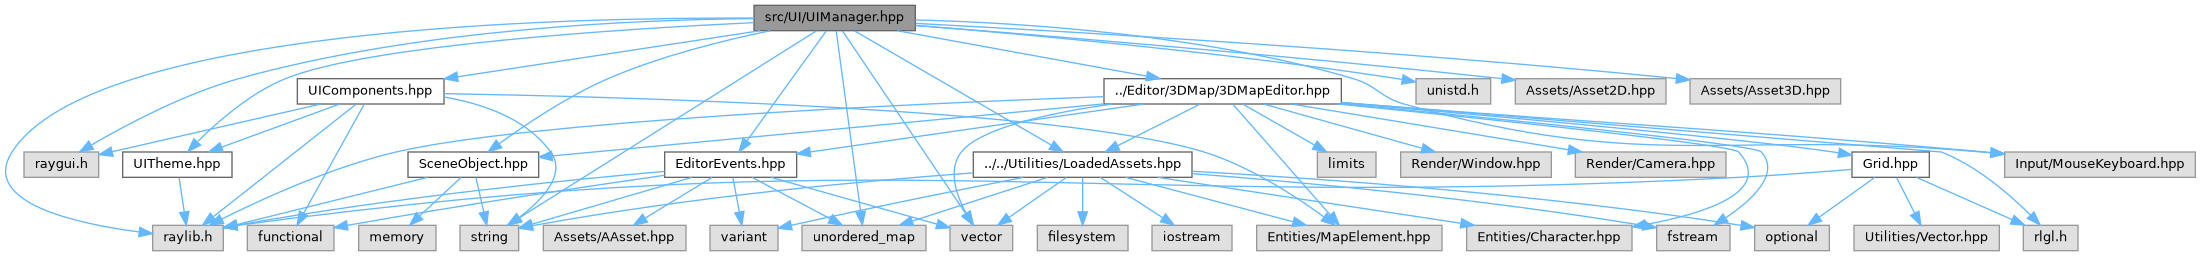 src/UI/UIManager.hpp
UIComponents.hpp
../Editor/3DMap/3DMapEditor.hpp
unistd.h
Assets/Asset2D.hpp
Assets/Asset3D.hpp
raygui.h
UITheme.hpp
SceneObject.hpp
EditorEvents.hpp
../../Utilities/LoadedAssets.hpp
limits
Render/Window.hpp
Render/Camera.hpp
Grid.hpp
Input/MouseKeyboard.hpp
raylib.h
functional
memory
string
Assets/AAsset.hpp
variant
unordered_map
vector
filesystem
iostream
Entities/MapElement.hpp
Entities/Character.hpp
fstream
optional
Utilities/Vector.hpp
rlgl.h